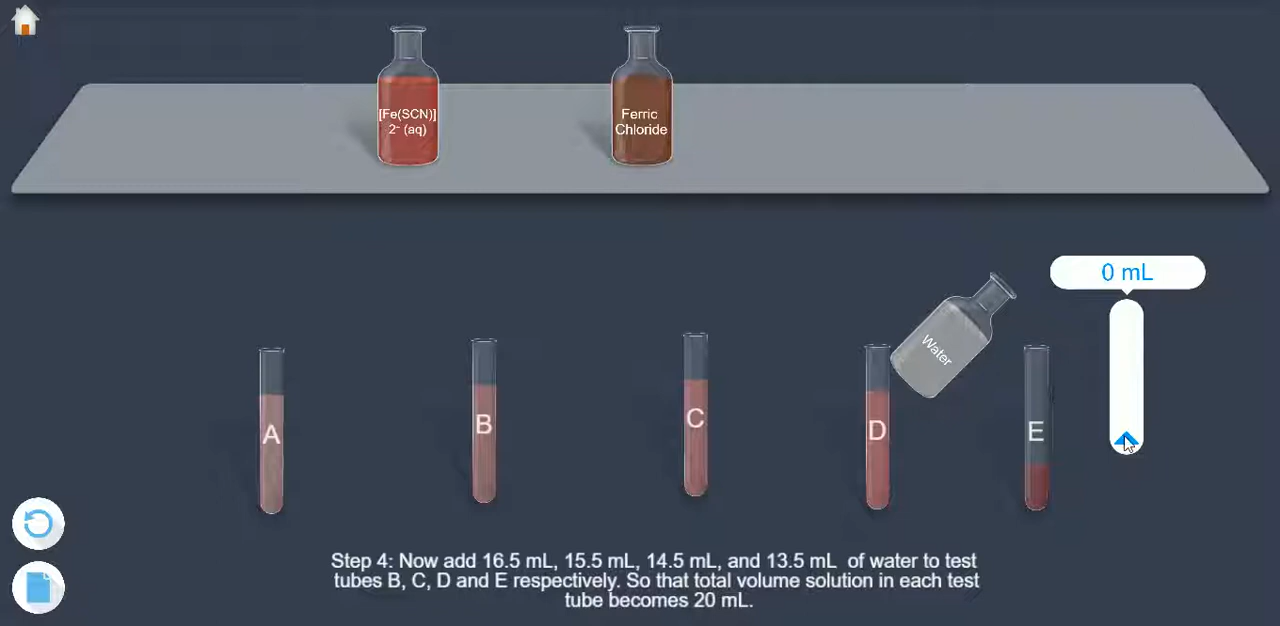 [Fe(SCN)]
2⁻ (aq)
Ferric
Chloride
0 mL
Water
A
B
C
D
E
Step 4: Now add 16.5 mL, 15.5 mL, 14.5 mL, and 13.5 mL of water to test
tubes B, C, D and E respectively. So that total volume solution in each test
tube becomes 20 mL.